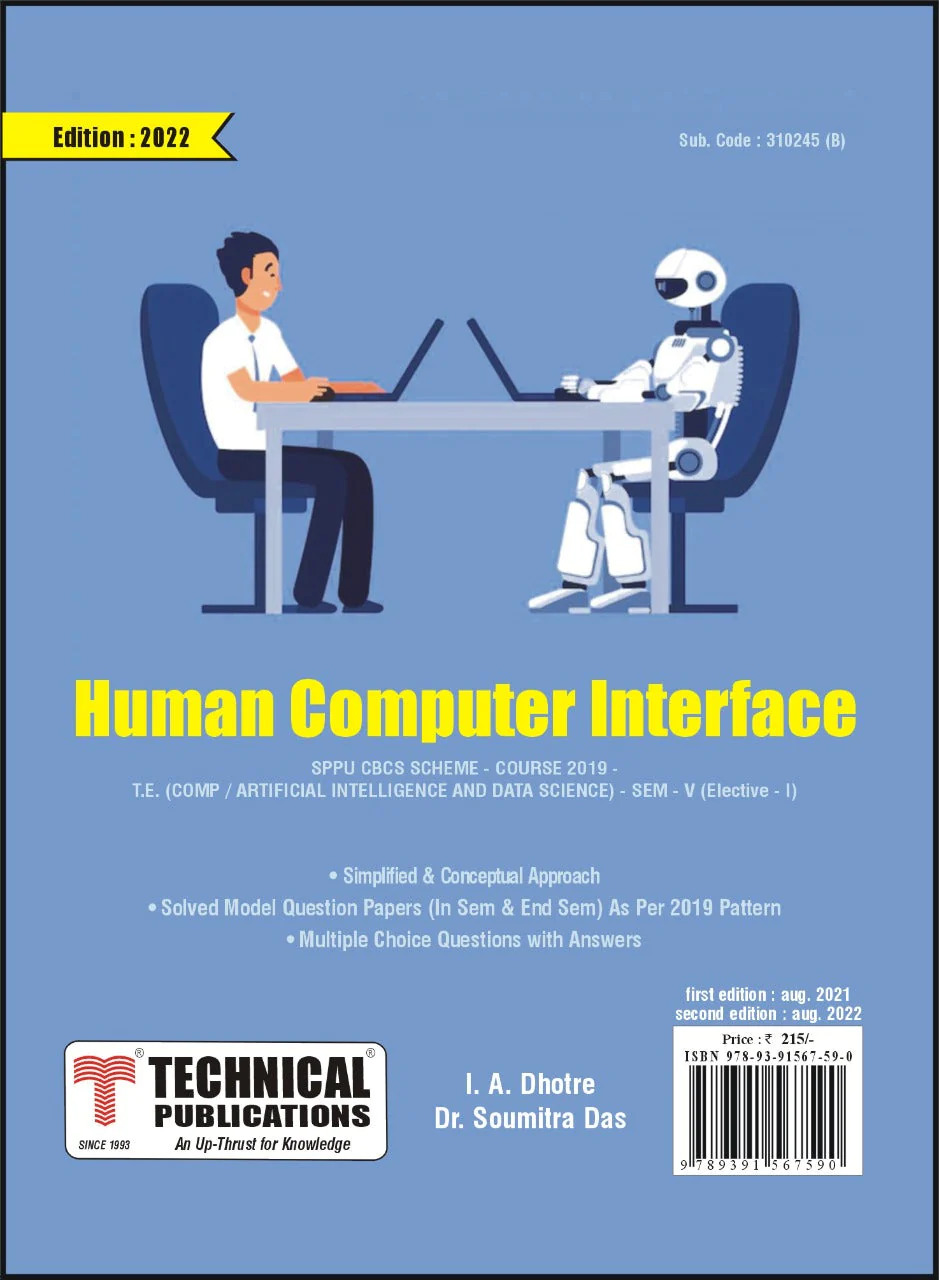 Edition : 2022
Sub. Code : 310245 (B)
Human Computer Interface
SPPU CBCS SCHEME - COURSE 2019 -
T.E. (COMP / ARTIFICIAL INTELLIGENCE AND DATA SCIENCE) - SEM - V (Elective - I)
• Simplified & Conceptual Approach
• Solved Model Question Papers (In Sem & End Sem) As Per 2019 Pattern
• Multiple Choice Questions with Answers
first edition : aug. 2021
second edition : aug. 2022
Price : ₹ 215/-
ISBN 978-93-91567-59-0
9 789391 567590
® TECHNICAL ®
PUBLICATIONS
SINCE 1993 An Up-Thrust for Knowledge
I. A. Dhotre
Dr. Soumitra Das